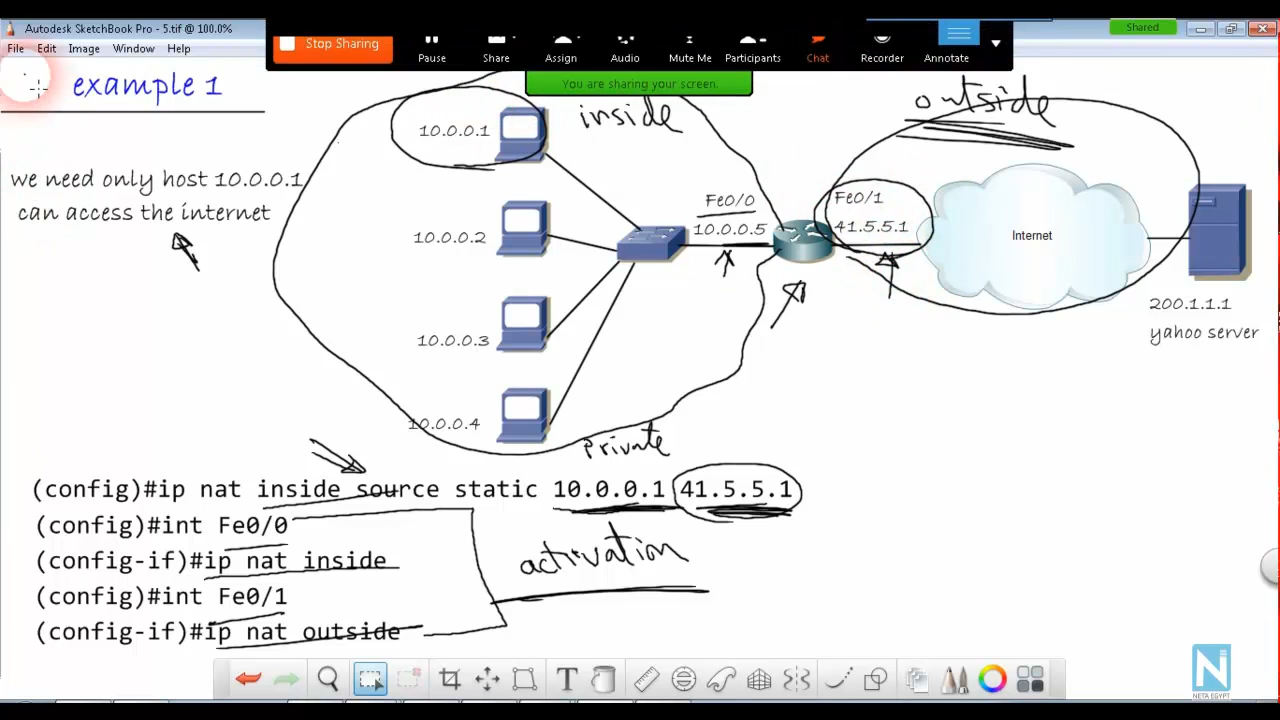 Autodesk SketchBook Pro - 5.tif @ 100.0%
File Edit Image Window Help
Stop Sharing
Pause Share Assign Audio Mute Me Participants Chat Recorder Annotate
Shared
You are sharing your screen.
example 1
we need only host 10.0.0.1
can access the internet
inside
outside
10.0.0.1
10.0.0.2
10.0.0.3
10.0.0.4
Fe0/0
10.0.0.5
Fe0/1
41.5.5.1
Internet
200.1.1.1
yahoo server
Private
(config)#ip nat inside source static 10.0.0.1 41.5.5.1
(config)#int Fe0/0
(config-if)#ip nat inside
(config)#int Fe0/1
(config-if)#ip nat outside
activation
T
N
NETA EGYPT